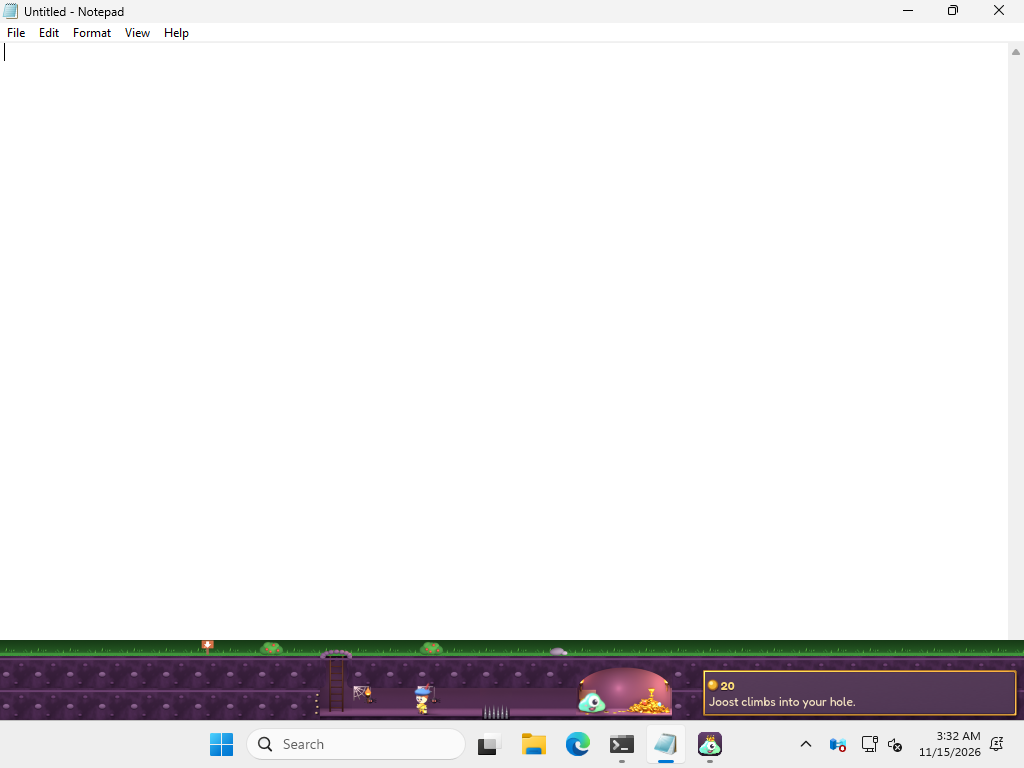 Untitled - Notepad
File Edit Format View Help
20
Joost climbs into your hole.
Search
3:32 AM
11/15/2026